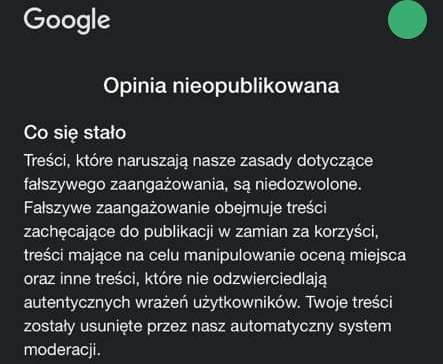 Google
Opinia nieopublikowana
Co się stało
Treści, które naruszają nasze zasady dotyczące
fałszywego zaangażowania, są niedozwolone.
Fałszywe zaangażowanie obejmuje treści
zachęcające do publikacji w zamian za korzyści,
treści mające na celu manipulowanie oceną miejsca
oraz inne treści, które nie odzwierciedlają
autentycznych wrażeń użytkowników. Twoje treści
zostały usunięte przez nasz automatyczny system
moderacji.